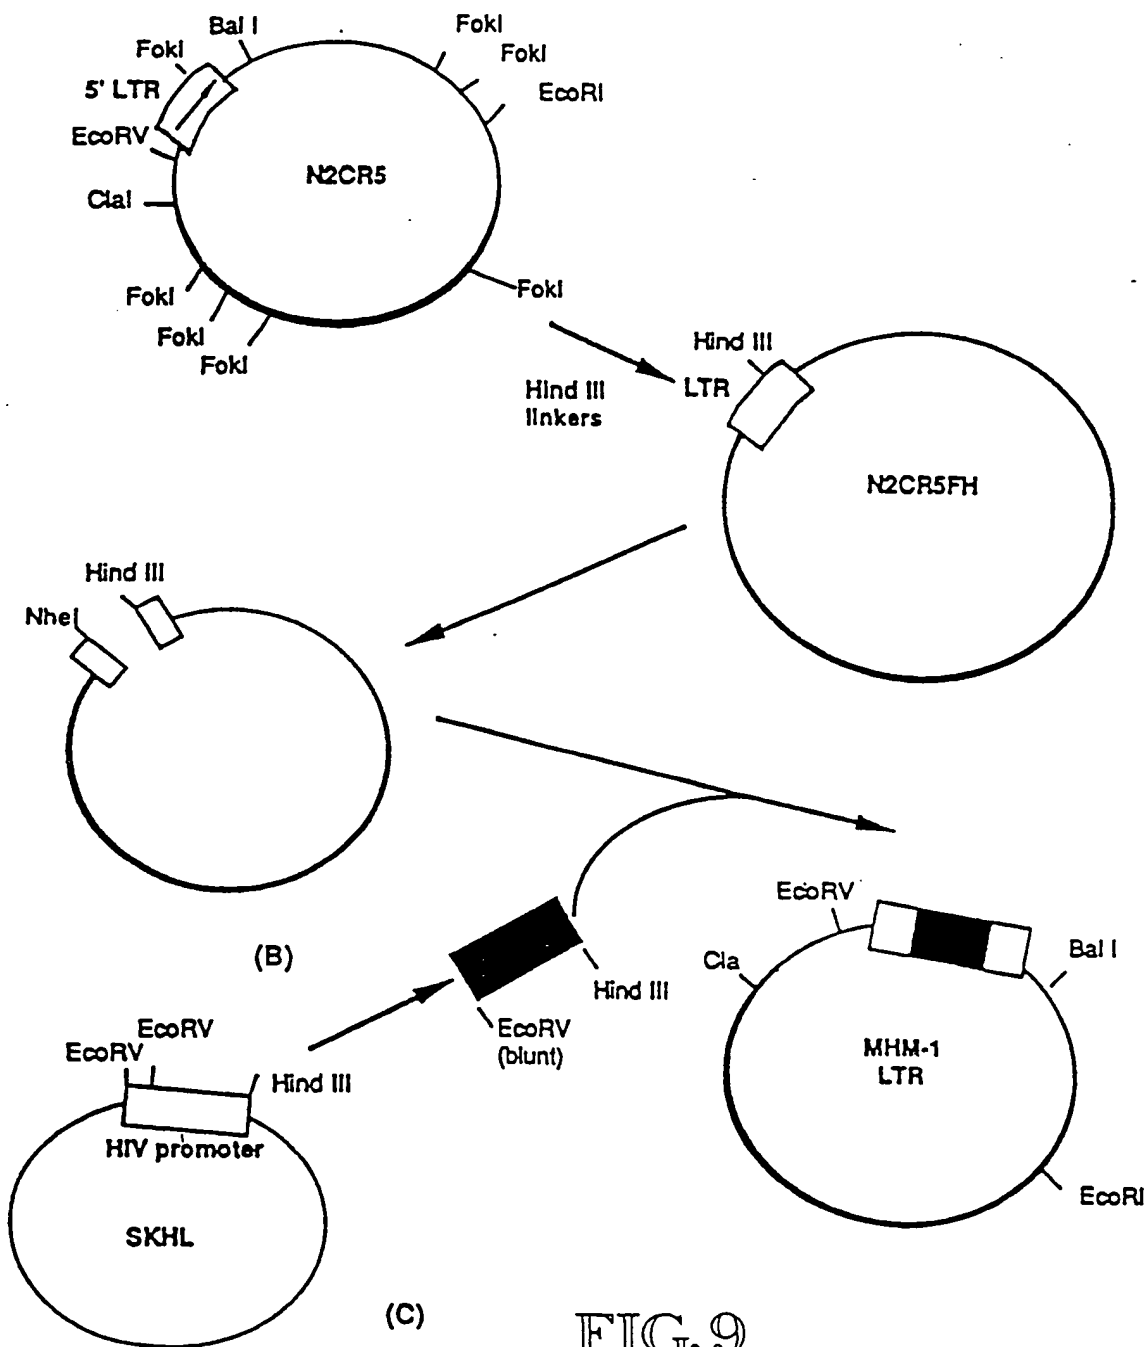 Bal I
FokI
FokI
FokI
5' LTR
EcoRI
EcoRV
N2CR5
ClaI
FokI
FokI
FokI
FokI
Hind III
linkers
Hind III
LTR
N2CR5FH
Hind III
NheI
(B)
EcoRV
Cla
Bal I
Hind III
EcoRV
(blunt)
MHM-1
LTR
EcoRI
EcoRV
EcoRV
Hind III
HIV promoter
SKHL
(C)
FIG.9